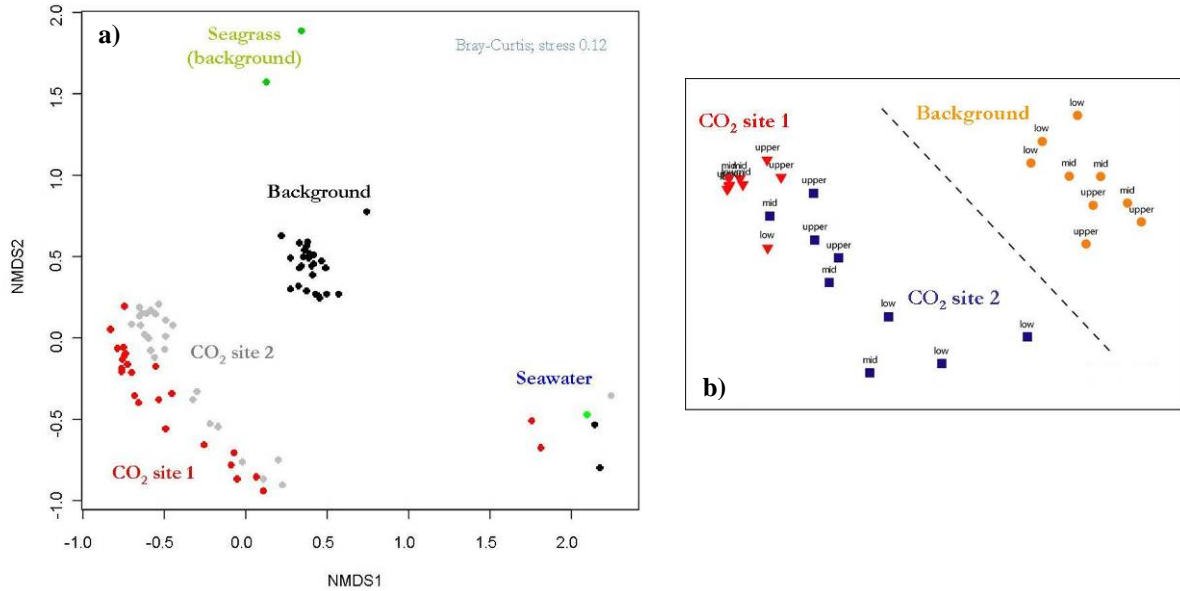 a)
Seagrass
(background)
Bray-Curtis; stress 0.12
Background
CO₂ site 2
CO₂ site 1
Seawater
2.0
1.5
1.0
0.5
0.0
-0.5
-1.0
NMDS2
-1.0 -0.5 0.0 0.5 1.0 1.5 2.0
NMDS1
CO₂ site 1
Background
low
low
low
mid
mid
upper
mid
upper
upper
upper
upper
mid
mid
upper
mid
upper
low
upper
mid
CO₂ site 2
low
low
mid
low
b)